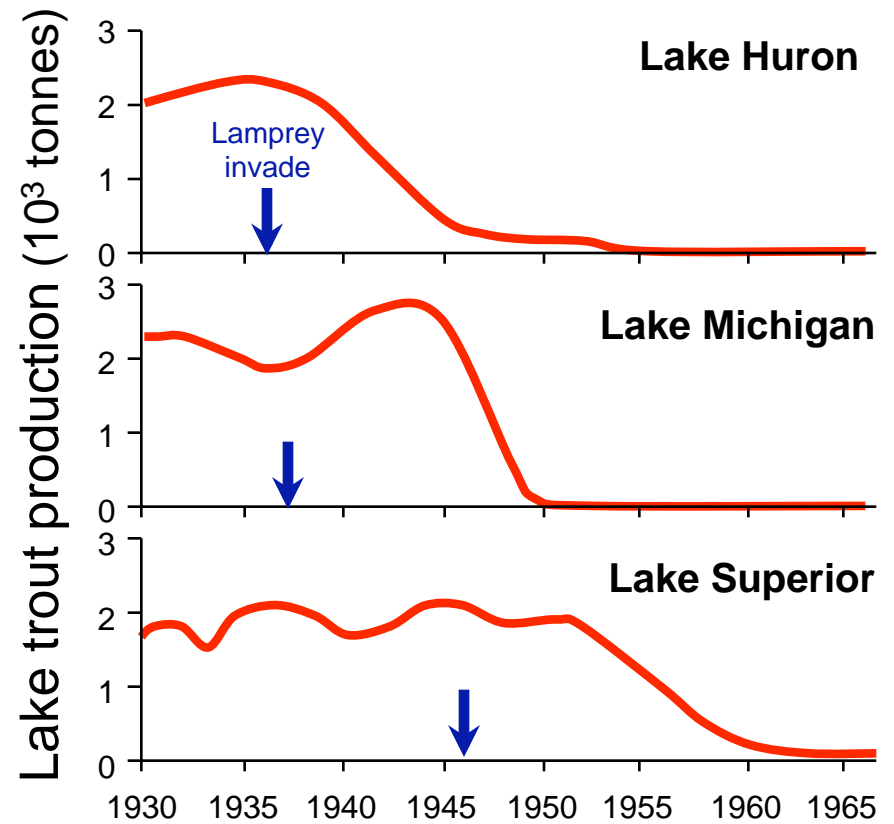 Lake trout production (10³ tonnes)
3
2
1
0
Lake Huron
Lamprey
invade
3
2
1
0
Lake Michigan
3
2
1
0
Lake Superior
1930 1935 1940 1945 1950 1955 1960 1965